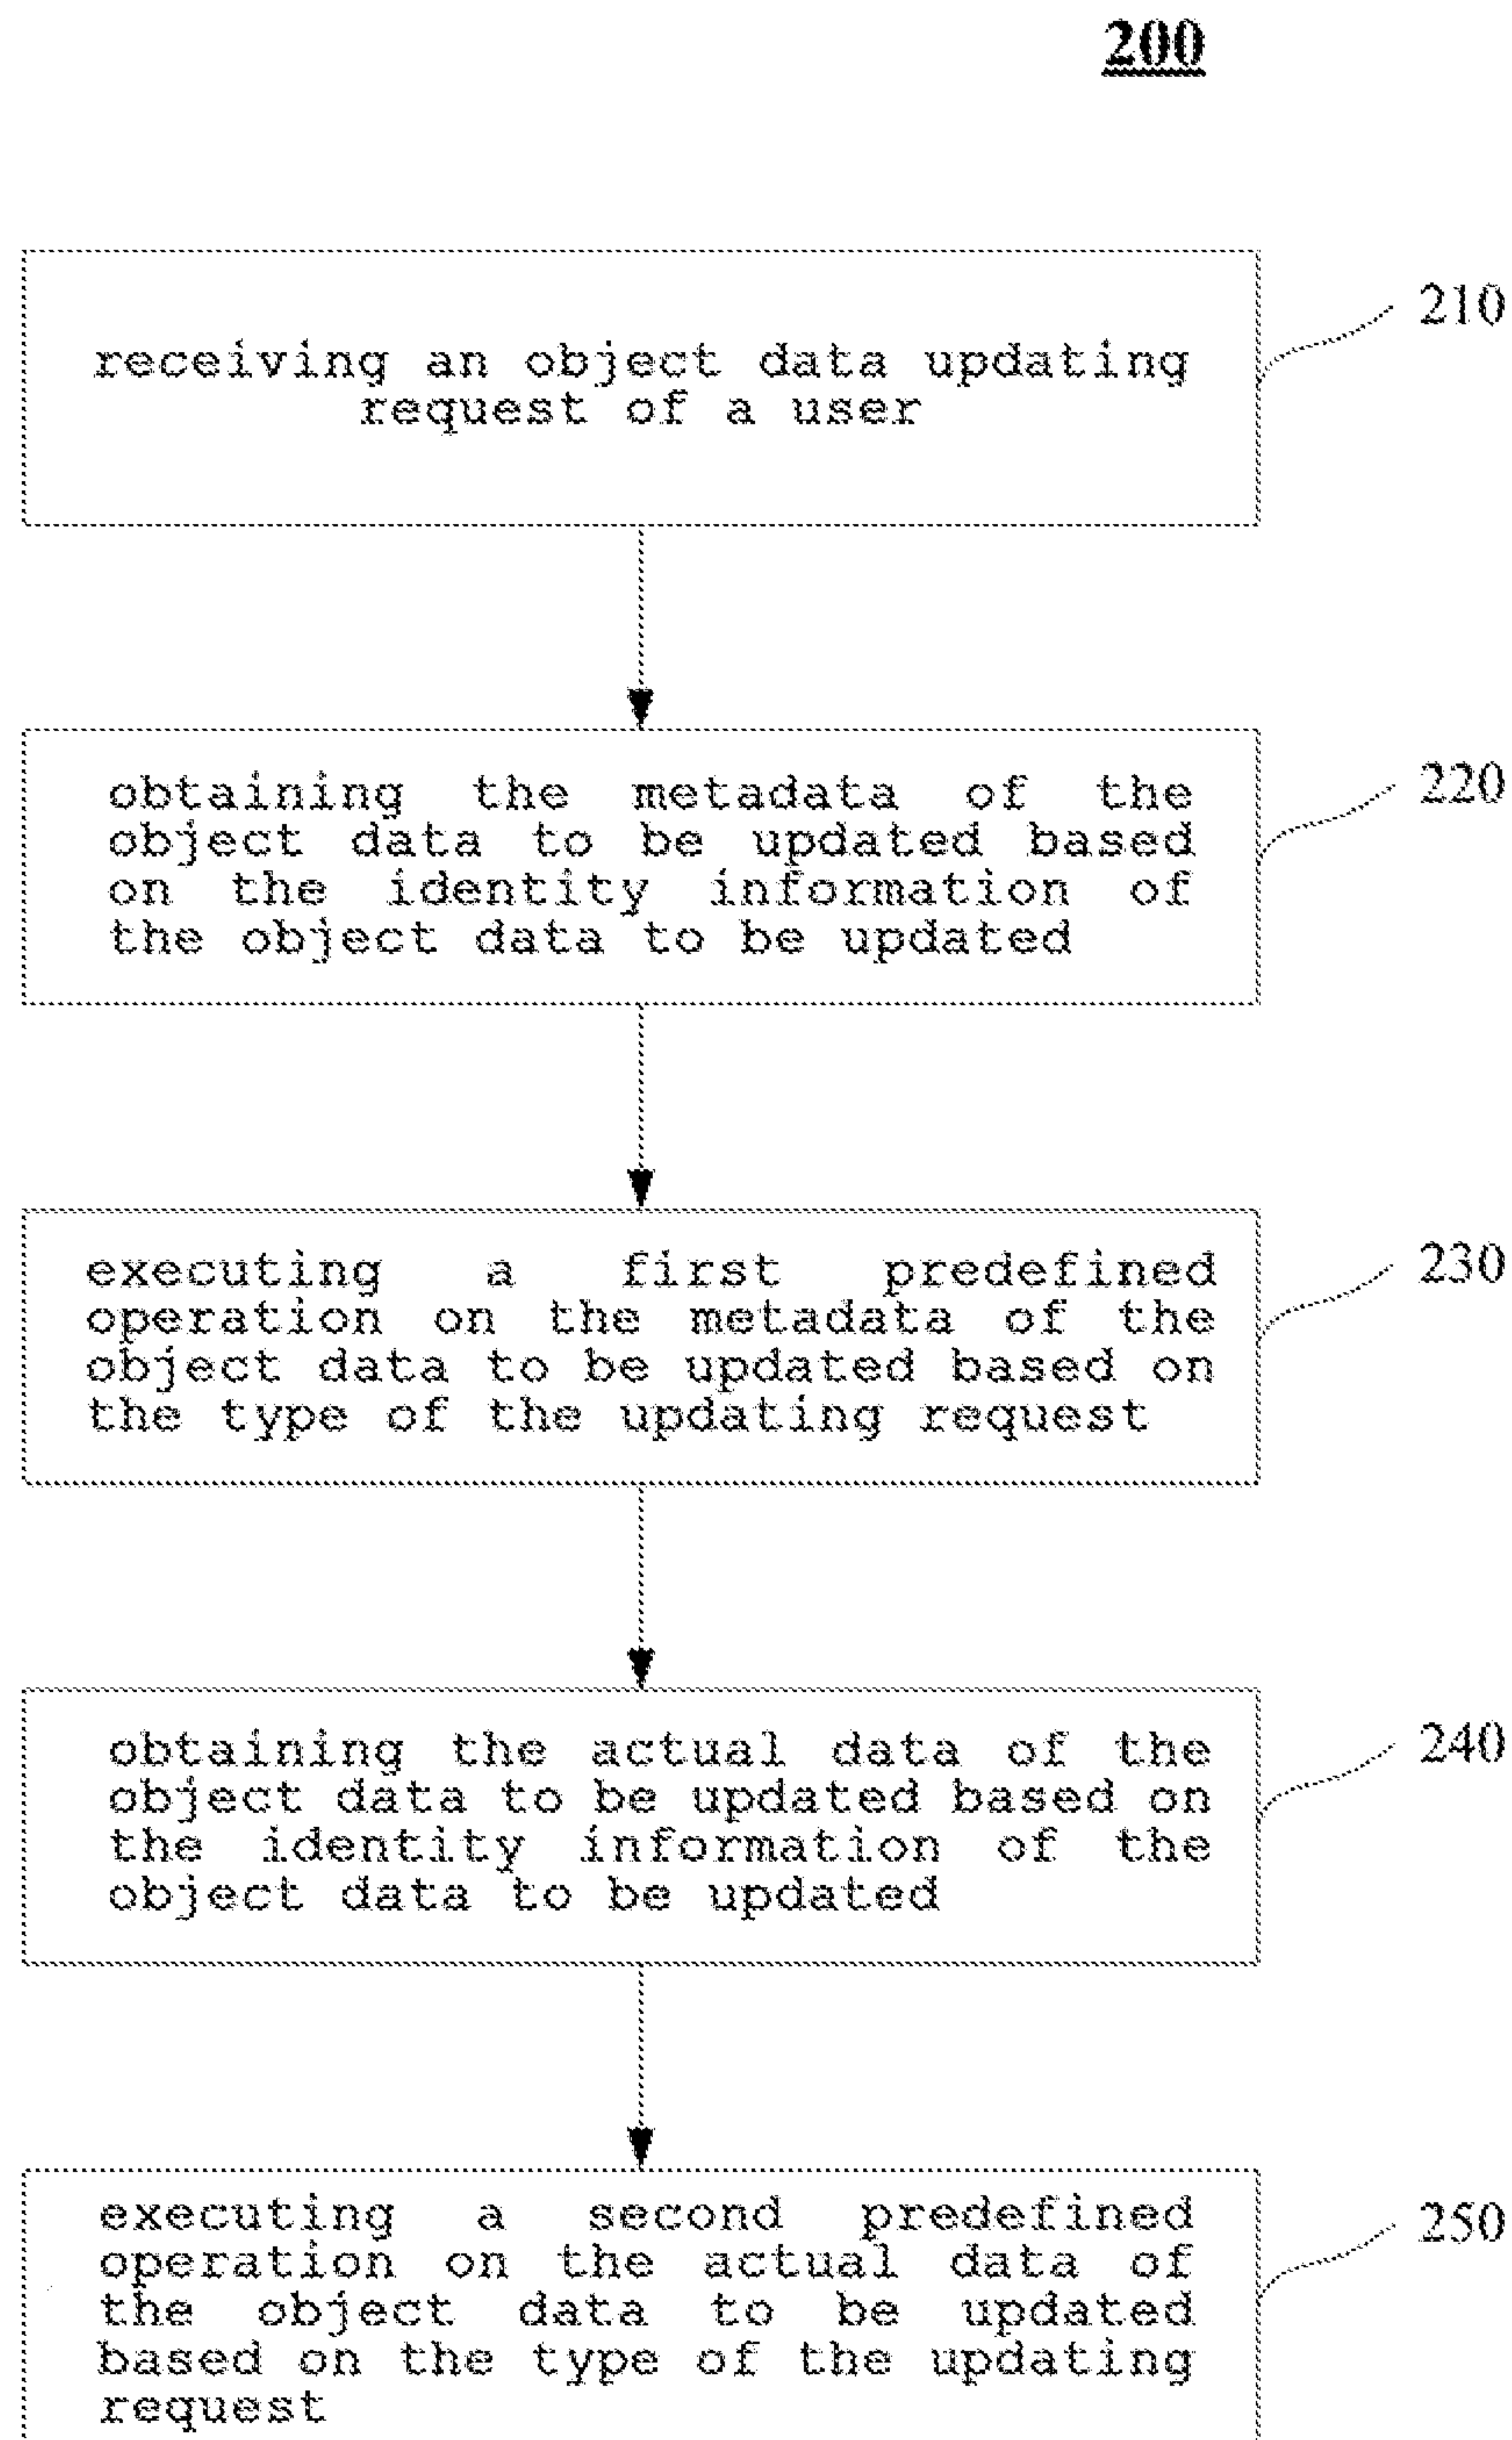 200
receiving an object data updating
request of a user
210
obtaining the metadata of the
object data to be updated based
on the identity information of
the object data to be updated
220
executing a first predefined
operation on the metadata of the
object data to be updated based on
the type of the updating request
230
obtaining the actual data of the
object data to be updated based on
the identity information of the
object data to be updated
240
executing a second predefined
operation on the actual data of
the object data to be updated
based on the type of the updating
request
250